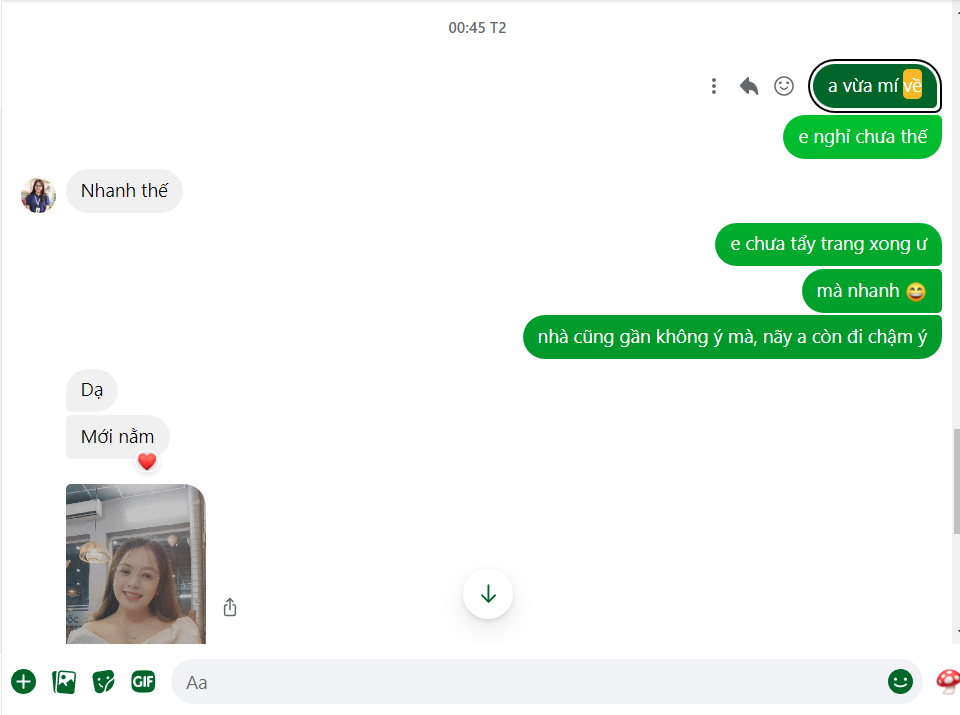 00:45 T2
a vừa mí về
e nghỉ chưa thế
Nhanh thế
e chưa tẩy trang xong ư
mà nhanh 😄
nhà cũng gần không ý mà, nãy a còn đi chậm ý
Dạ
Mới nằm
GIF
Aa